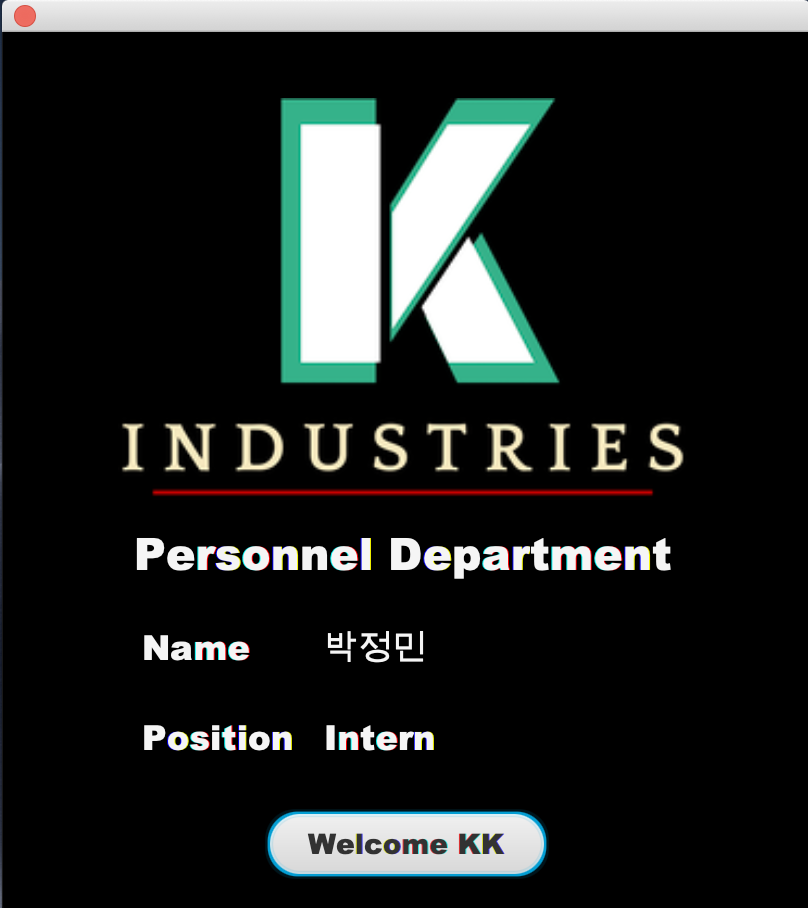 K
INDUSTRIES
Personnel Department
Name 박정민
Position Intern
Welcome KK